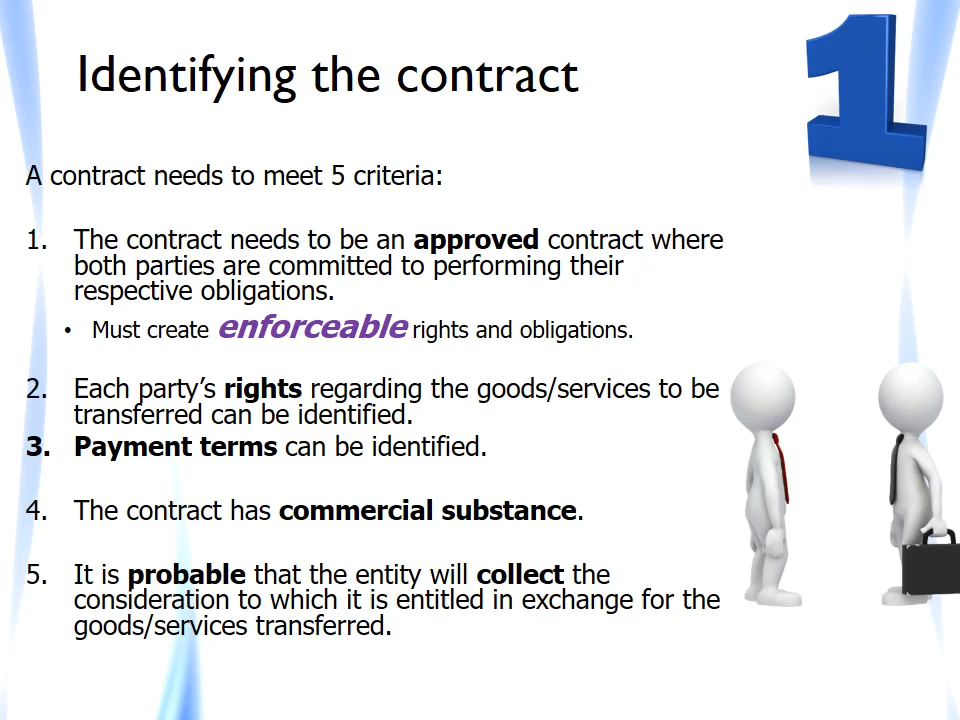 Identifying the contract
1
A contract needs to meet 5 criteria:
1. The contract needs to be an approved contract where
both parties are committed to performing their
respective obligations.
• Must create enforceable rights and obligations.
2. Each party’s rights regarding the goods/services to be
transferred can be identified.
3. Payment terms can be identified.
4. The contract has commercial substance.
5. It is probable that the entity will collect the
consideration to which it is entitled in exchange for the
goods/services transferred.